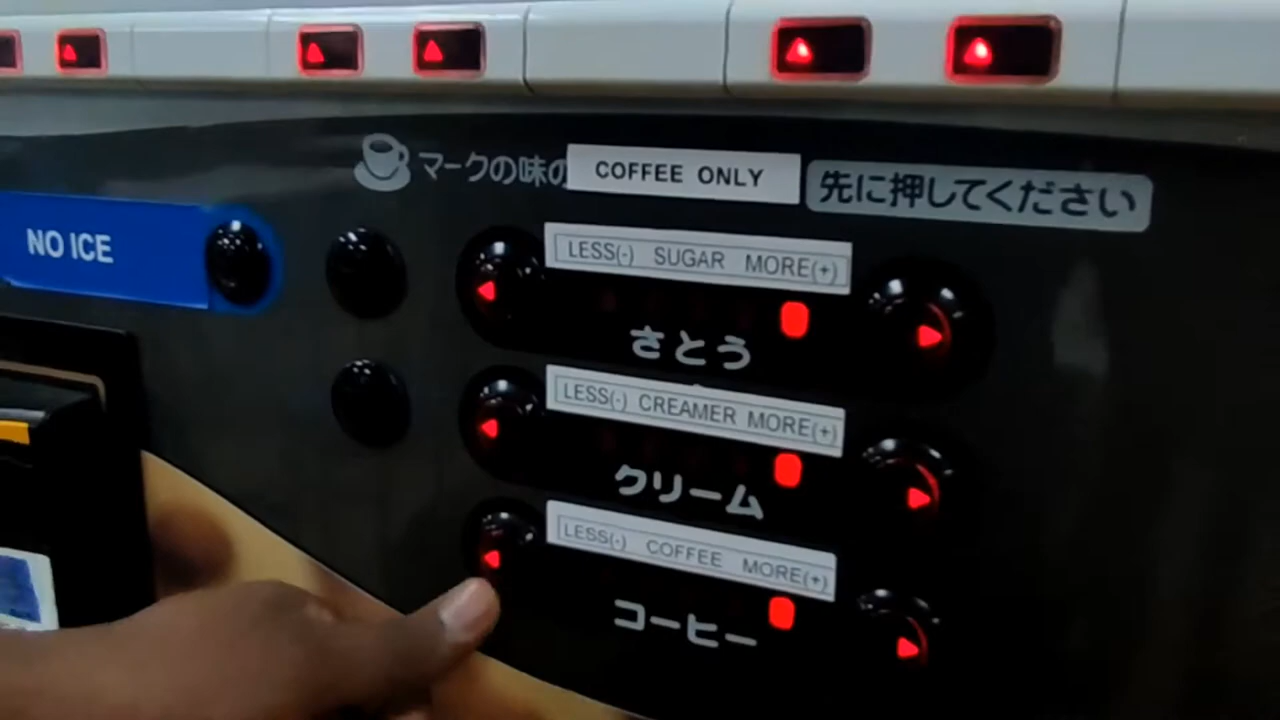 マークの味の
COFFEE ONLY
先に押してください
NO ICE
LESS(-) SUGAR MORE(+)
さとう
LESS(-) CREAMER MORE(+)
クリーム
LESS(-) COFFEE MORE(+)
コーヒー